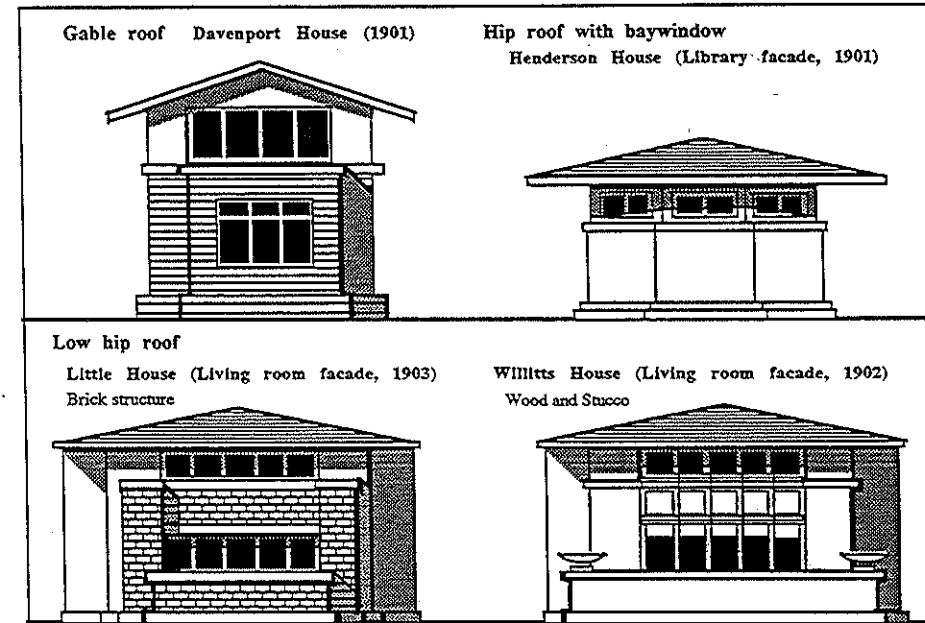 Gable roof Davenport House (1901)
Hip roof with baywindow
Henderson House (Library facade, 1901)
Low hip roof
Little House (Living room facade, 1903)
Brick structure
Willitts House (Living room facade, 1902)
Wood and Stucco